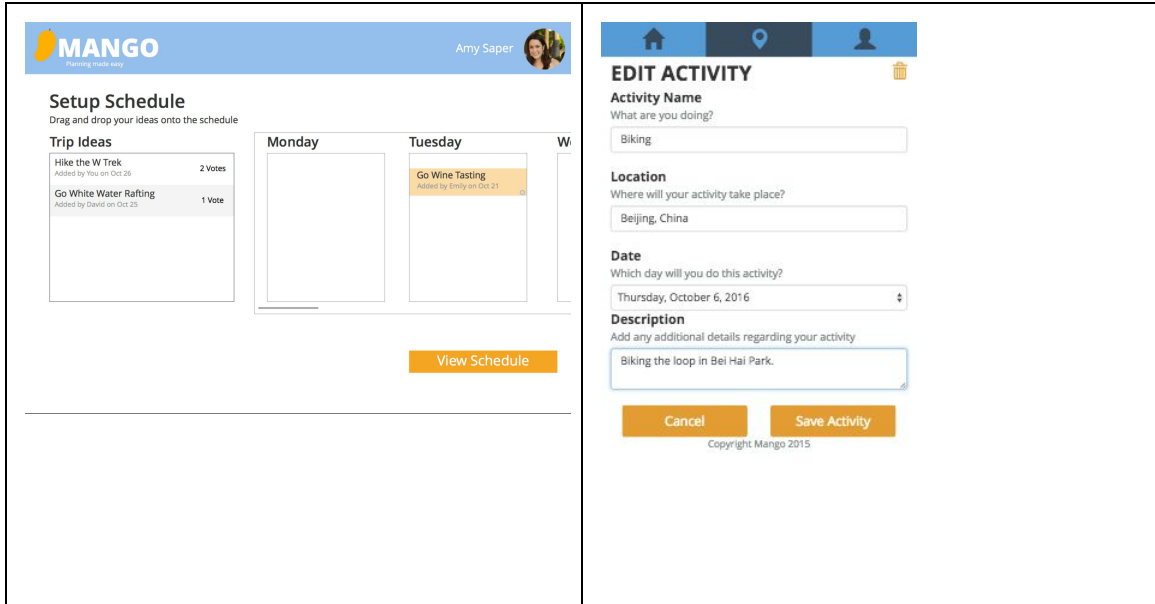 MANGO
Planning made easy
Amy Saper
Setup Schedule
Drag and drop your ideas onto the schedule
Trip Ideas
Monday
Tuesday
W
Hike the W Trek
Added by You on Oct 26
2 Votes
Go White Water Rafting
Added by David on Oct 25
1 Vote
Go Wine Tasting
Added by Emily on Oct 21
View Schedule
EDIT ACTIVITY
Activity Name
What are you doing?
Biking
Location
Where will your activity take place?
Beijing, China
Date
Which day will you do this activity?
Thursday, October 6, 2016
Description
Add any additional details regarding your activity
Biking the loop in Bei Hai Park.
Cancel
Save Activity
Copyright Mango 2015